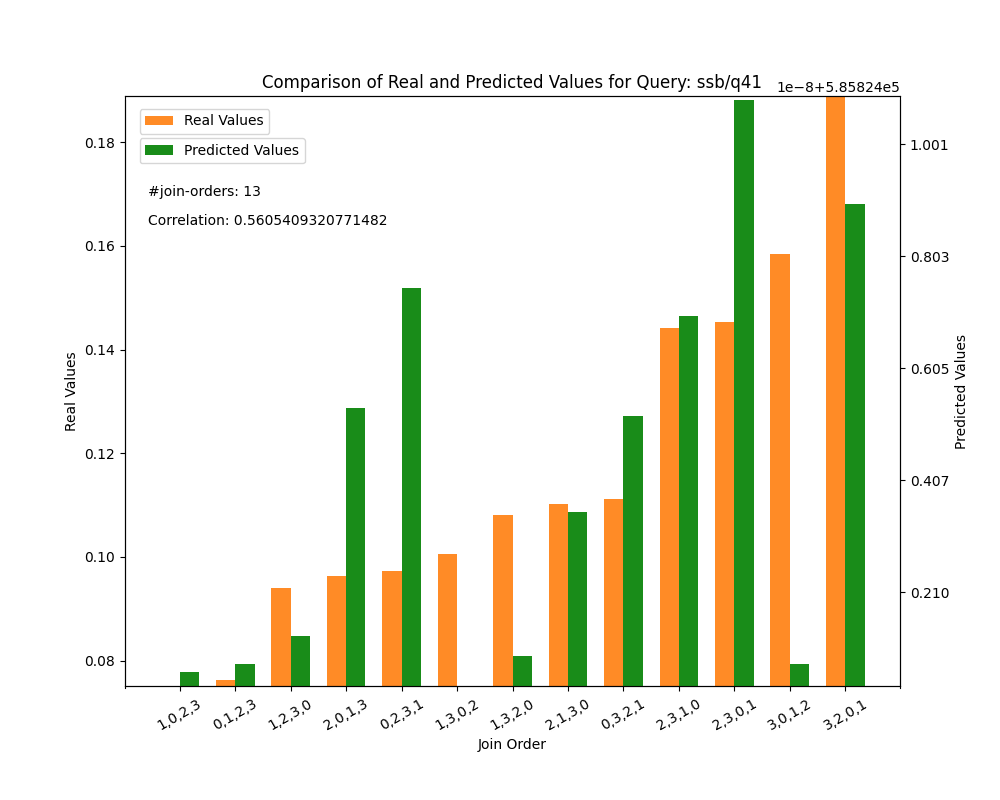 Comparison of Real and Predicted Values for Query: ssb/q41
1e-8+5.85824e5
Real Values
Predicted Values
#join-orders: 13
Correlation: 0.5605409320771482
0.18
0.16
0.14
0.12
0.10
0.08
Real Values
1.001
0.803
0.605
0.407
0.210
Predicted Values
1,0,2,3
0,1,2,3
1,2,3,0
2,0,1,3
0,2,3,1
1,3,0,2
1,3,2,0
2,1,3,0
0,3,2,1
2,3,1,0
2,3,0,1
3,0,1,2
3,2,0,1
Join Order